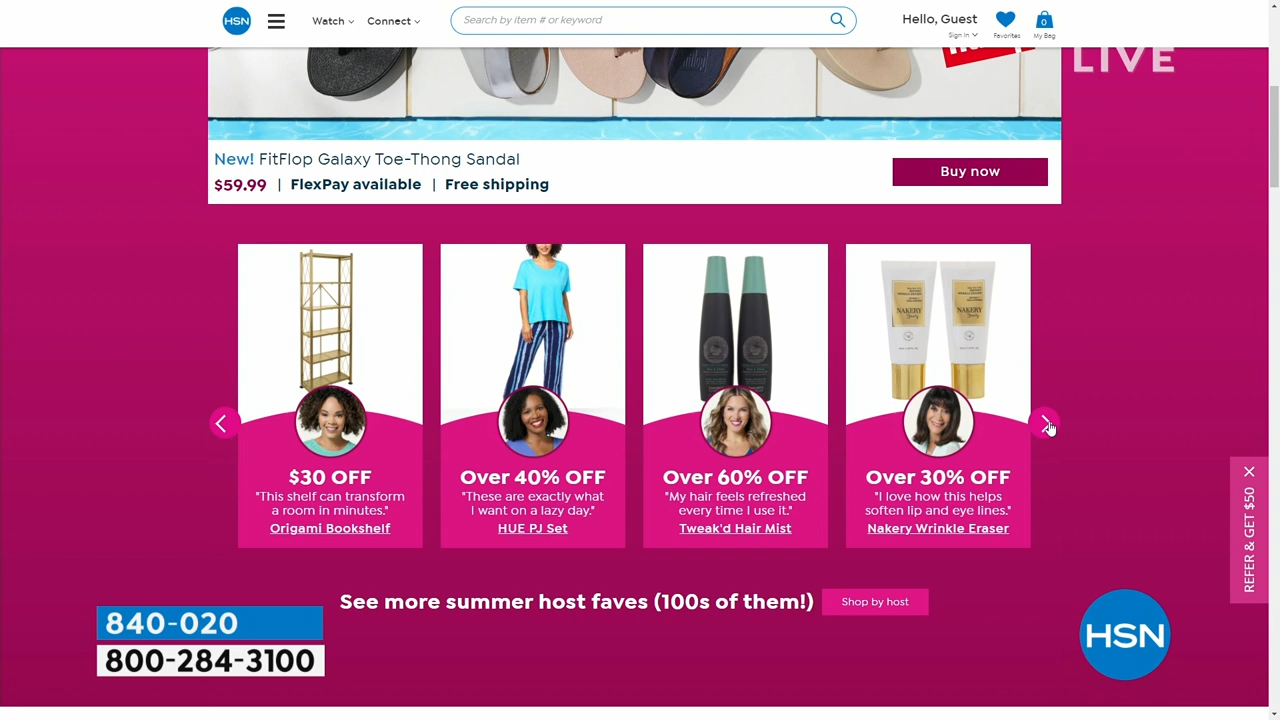 HSN
Watch
Connect
Search by item # or keyword
Hello, Guest
Sign In
Favorites
0
My Bag
LIVE
New! FitFlop Galaxy Toe-Thong Sandal
$59.99 | FlexPay available | Free shipping
Buy now
NAKERY
NAKERY
$30 OFF
"This shelf can transform
a room in minutes."
Origami Bookshelf
Over 40% OFF
"These are exactly what
I want on a lazy day."
HUE PJ Set
Over 60% OFF
"My hair feels refreshed
every time I use it."
Tweak'd Hair Mist
Over 30% OFF
"I love how this helps
soften lip and eye lines."
Nakery Wrinkle Eraser
REFER & GET $50
See more summer host faves (100s of them!)
Shop by host
840-020
800-284-3100
HSN